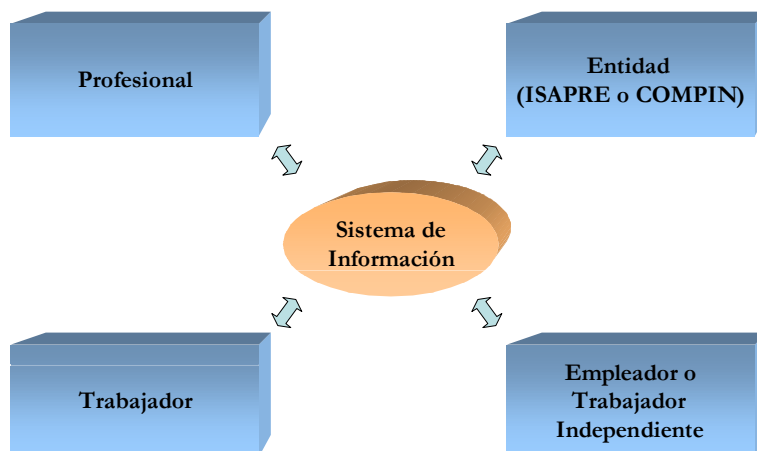 Profesional
Entidad
(ISAPRE o COMPIN)
Sistema de
Información
Trabajador
Empleador o
Trabajador
Independiente